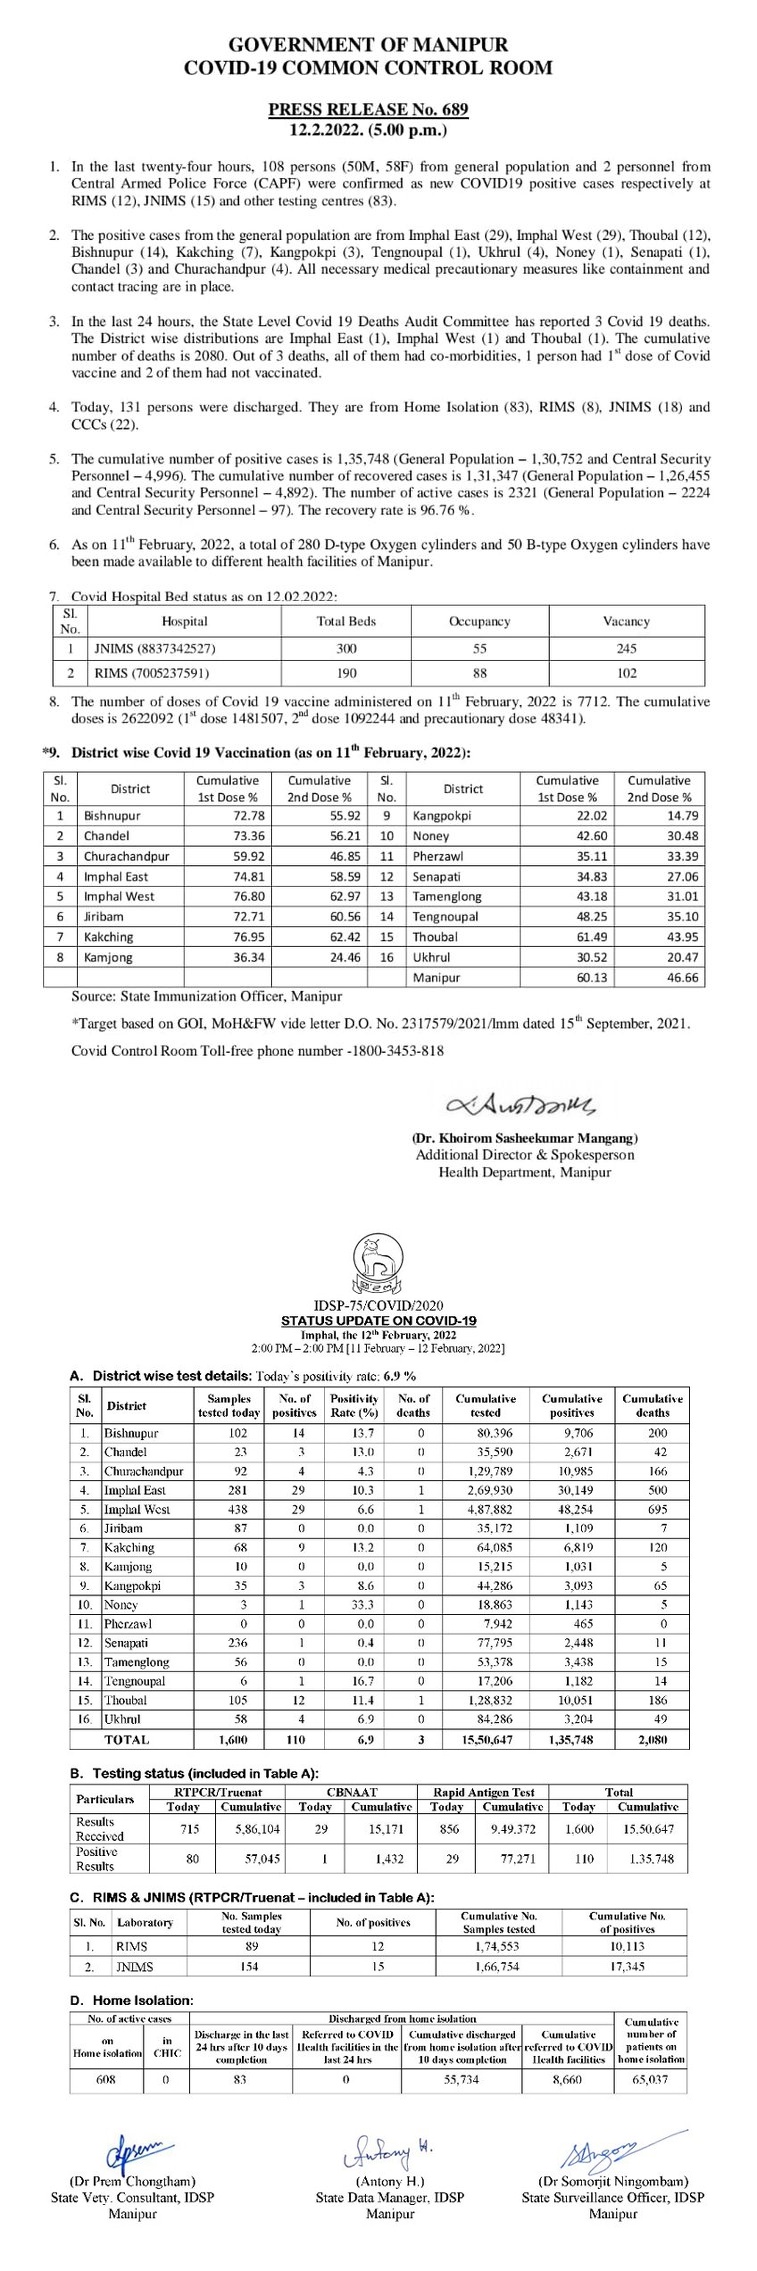 GOVERNMENT OF MANIPUR
COVID-19 COMMON CONTROL ROOM
PRESS RELEASE No. 689
12.2.2022. (5.00 p.m.)
1. In the last twenty-four hours, 108 persons (50M, 58F) from general population and 2 personnel from
Central Armed Police Force (CAPF) were confirmed as new COVID19 positive cases respectively at
RIMS (12), JNIMS (15) and other testing centres (83).
2. The positive cases from the general population are from Imphal East (29), Imphal West (29), Thoubal (12),
Bishnupur (14), Kakching (7), Kangpokpi (3), Tengnoupal (1), Ukhrul (4), Noney (1), Senapati (1),
Chandel (3) and Churachandpur (4). All necessary medical precautionary measures like containment and
contact tracing are in place.
3. In the last 24 hours, the State Level Covid 19 Deaths Audit Committee has reported 3 Covid 19 deaths.
The District wise distributions are Imphal East (1), Imphal West (1) and Thoubal (1). The cumulative
number of deaths is 2080. Out of 3 deaths, all of them had co-morbidities, 1 person had 1st dose of Covid
vaccine and 2 of them had not vaccinated.
4. Today, 131 persons were discharged. They are from Home Isolation (83), RIMS (8), JNIMS (18) and
CCCs (22).
5. The cumulative number of positive cases is 1,35,748 (General Population – 1,30,752 and Central Security
Personnel – 4,996). The cumulative number of recovered cases is 1,31,347 (General Population – 1,26,455
and Central Security Personnel – 4,892). The number of active cases is 2321 (General Population – 2224
and Central Security Personnel – 97). The recovery rate is 96.76 %.
6. As on 11th February, 2022, a total of 280 D-type Oxygen cylinders and 50 B-type Oxygen cylinders have
been made available to different health facilities of Manipur.
7. Covid Hospital Bed status as on 12.02.2022:
Sl. No. Hospital Total Beds Occupancy Vacancy
1 JNIMS (8837342527) 300 55 245
2 RIMS (7005237591) 190 88 102
8. The number of doses of Covid 19 vaccine administered on 11th February, 2022 is 7712. The cumulative
doses is 2622092 (1st dose 1481507, 2nd dose 1092244 and precautionary dose 48341).
*9. District wise Covid 19 Vaccination (as on 11th February, 2022):
Sl. No. District Cumulative 1st Dose % Cumulative 2nd Dose % Sl. No. District Cumulative 1st Dose % Cumulative 2nd Dose %
1 Bishnupur 72.78 55.92 9 Kangpokpi 22.02 14.79
2 Chandel 73.36 56.21 10 Noney 42.60 30.48
3 Churachandpur 59.92 46.85 11 Pherzawl 35.11 33.39
4 Imphal East 74.81 58.59 12 Senapati 34.83 27.06
5 Imphal West 76.80 62.97 13 Tamenglong 43.18 31.01
6 Jiribam 72.71 60.56 14 Tengnoupal 48.25 35.10
7 Kakching 76.95 62.42 15 Thoubal 61.49 43.95
8 Kamjong 36.34 24.46 16 Ukhrul 30.52 20.47
Manipur 60.13 46.66
Source: State Immunization Officer, Manipur
*Target based on GOI, MoH&FW vide letter D.O. No. 2317579/2021/Imm dated 15th September, 2021.
Covid Control Room Toll-free phone number -1800-3453-818
(Dr. Khoirom Sasheekumar Mangang)
Additional Director & Spokesperson
Health Department, Manipur
IDSP-75/COVID/2020
STATUS UPDATE ON COVID-19
Imphal, the 12th February, 2022
2:00 PM – 2:00 PM [11 February – 12 February, 2022]
A. District wise test details: Today's positivity rate: 6.9 %
Sl. No. District Samples tested today No. of positives Positivity Rate (%) No. of deaths Cumulative tested Cumulative positives Cumulative deaths
1. Bishnupur 102 14 13.7 0 80,396 9,706 200
2. Chandel 23 3 13.0 0 35,590 2,671 42
3. Churachandpur 92 4 4.3 0 1,29,789 10,985 166
4. Imphal East 281 29 10.3 1 2,69,930 30,149 500
5. Imphal West 438 29 6.6 1 4,87,882 48,254 695
6. Jiribam 87 0 0.0 0 35,172 1,109 7
7. Kakching 68 9 13.2 0 64,085 6,819 120
8. Kamjong 10 0 0.0 0 15,215 1,031 5
9. Kangpokpi 35 3 8.6 0 44,286 3,093 65
10. Noney 3 1 33.3 0 18,863 1,143 5
11. Pherzawl 0 0 0.0 0 7,942 465 0
12. Senapati 236 1 0.4 0 77,795 2,448 11
13. Tamenglong 56 0 0.0 0 53,378 3,438 15
14. Tengnoupal 6 1 16.7 0 17,206 1,182 14
15. Thoubal 105 12 11.4 1 1,28,832 10,051 186
16. Ukhrul 58 4 6.9 0 84,286 3,204 49
TOTAL 1,600 110 6.9 3 15,50,647 1,35,748 2,080
B. Testing status (included in Table A):
Particulars RTPCR/Truenat CBNAAT Rapid Antigen Test Total
Today Cumulative Today Cumulative Today Cumulative Today Cumulative
Results Received 715 5,86,104 29 15,171 856 9,49,372 1,600 15,50,647
Positive Results 80 57,045 1 1,432 29 77,271 110 1,35,748
C. RIMS & JNIMS (RTPCR/Truenat – included in Table A):
Sl. No. Laboratory No. Samples tested today No. of positives Cumulative No. Samples tested Cumulative No. of positives
1. RIMS 89 12 1,74,553 10,113
2. JNIMS 154 15 1,66,754 17,345
D. Home Isolation:
No. of active cases Discharged from home isolation Cumulative number of patients on home isolation
on Home isolation in CHIC Discharge in the last 24 hrs after 10 days completion Referred to COVID Health facilities in the last 24 hrs Cumulative discharged from home isolation after 10 days completion Cumulative referred to COVID Health facilities
608 0 83 0 55,734 8,660 65,037
Antony H.
(Dr Prem Chongtham) (Antony H.) (Dr Somorjit Ningombam)
State Vety. Consultant, IDSP State Data Manager, IDSP State Surveillance Officer, IDSP
Manipur Manipur Manipur